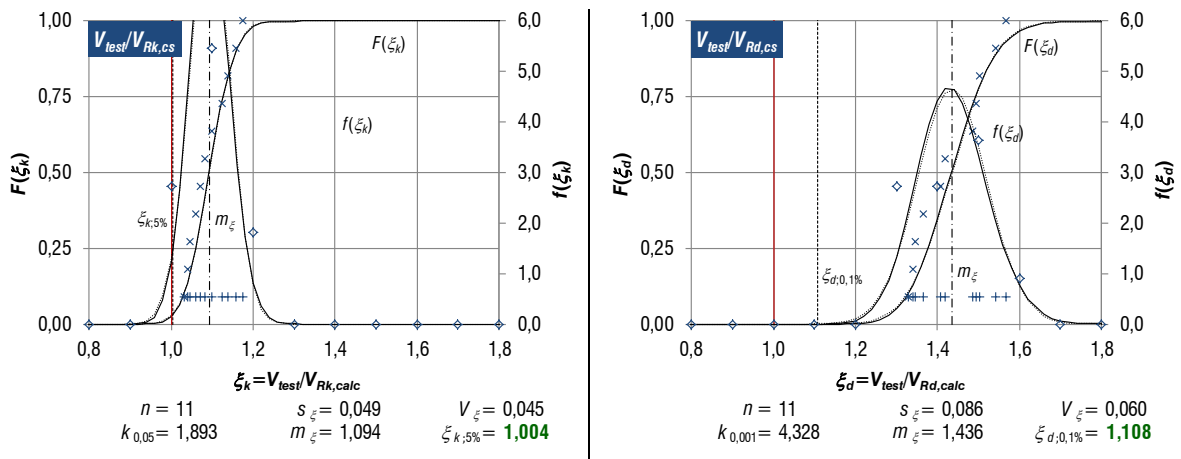 V_test/V_Rk,cs
F(ξ_k)
f(ξ_k)
ξ_k;5%
m_ξ
1,00
0,75
0,50
0,25
0,00
F(ξ_k)
6,0
5,0
4,0
3,0
2,0
1,0
0,0
f(ξ_k)
0,8 1,0 1,2 1,4 1,6 1,8
ξ_k=V_test/V_Rk,calc
n = 11 s_ξ = 0,049 V_ξ = 0,045
k_0,05 = 1,893 m_ξ = 1,094 ξ_k;5% = 1,004
V_test/V_Rd,cs
F(ξ_d)
f(ξ_d)
ξ_d;0,1%
m_ξ
1,00
0,75
0,50
0,25
0,00
F(ξ_d)
6,0
5,0
4,0
3,0
2,0
1,0
0,0
f(ξ_d)
0,8 1,0 1,2 1,4 1,6 1,8
ξ_d=V_test/V_Rd,calc
n = 11 s_ξ = 0,086 V_ξ = 0,060
k_0,001 = 4,328 m_ξ = 1,436 ξ_d;0,1% = 1,108